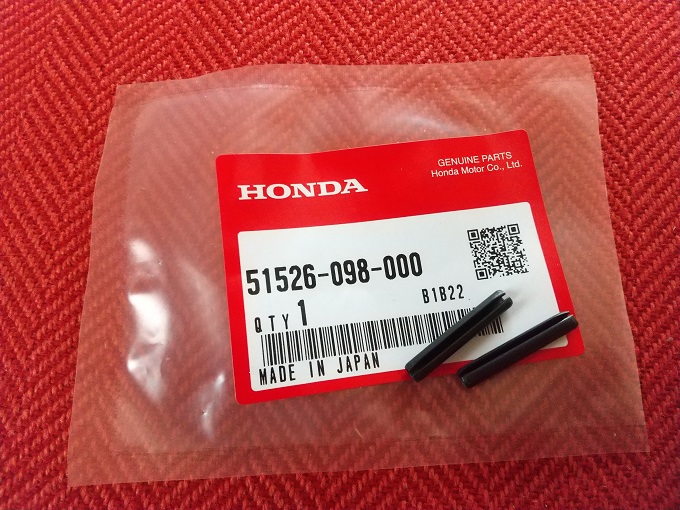 GENUINE PARTS
Honda Motor Co., Ltd.
HONDA
51526-098-000
B1B22
QTY 1
MADE IN JAPAN